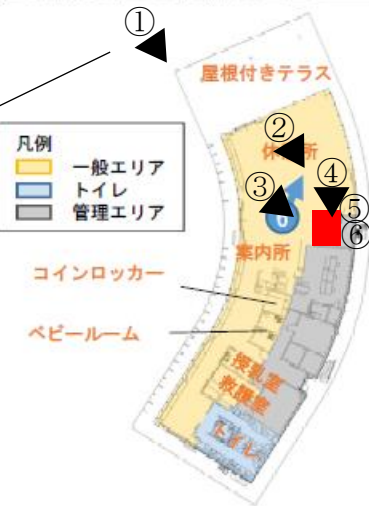 ①
屋根付きテラス
②
休憩所
凡例
一般エリア
トイレ
管理エリア
③
④
⑤
⑥
案内所
コインロッカー
ベビールーム
授乳室
救護室
トイレ